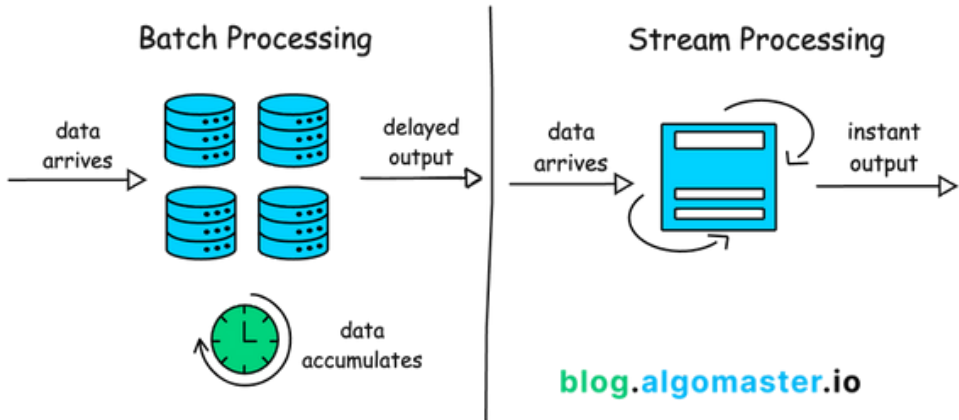 Batch Processing
data
arrives
delayed
output
data
accumulates
Stream Processing
data
arrives
instant
output
blog.algomaster.io